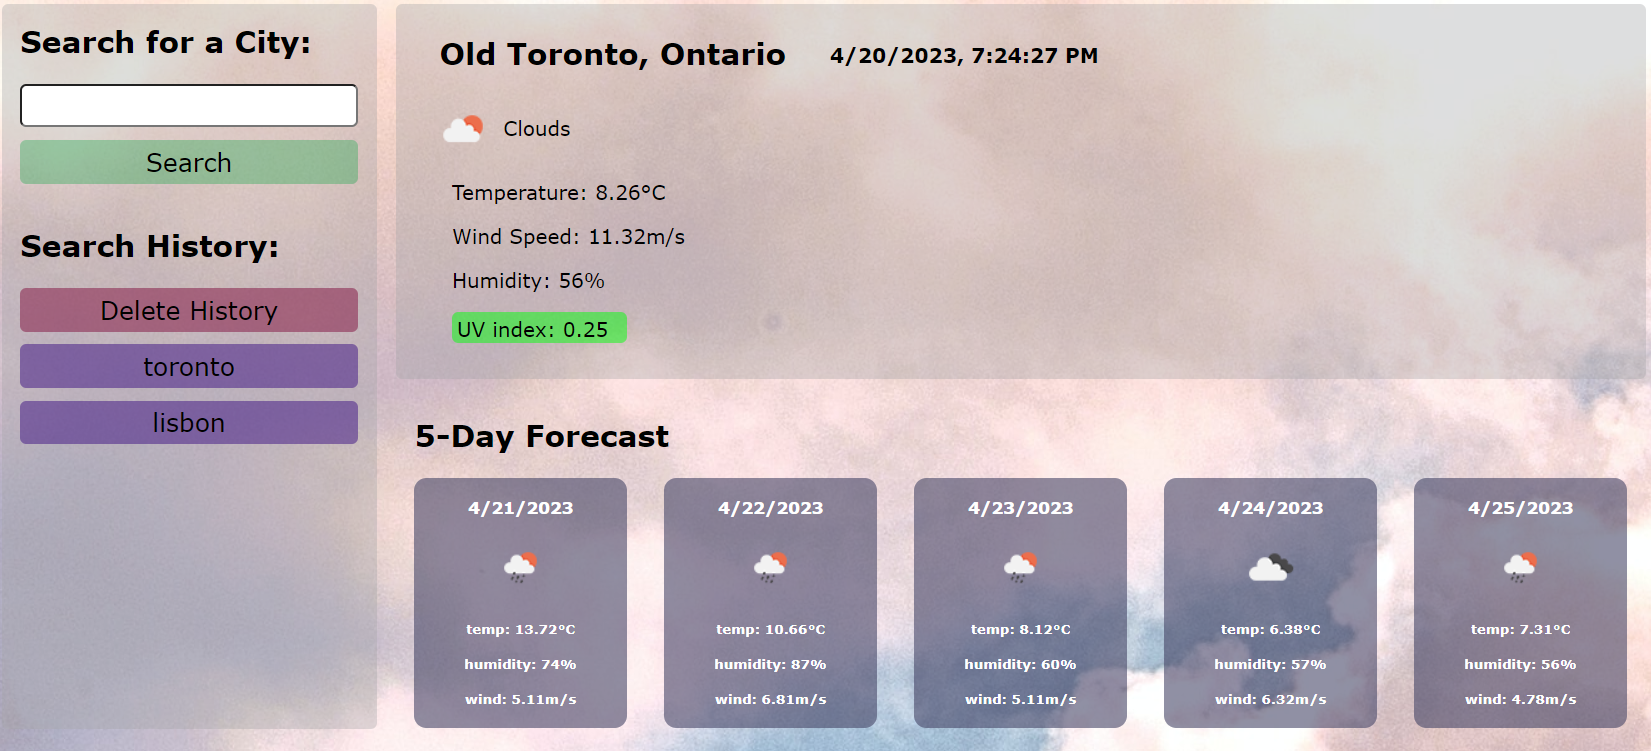 Search for a City:
Search
Search History:
Delete History
toronto
lisbon
Old Toronto, Ontario 4/20/2023, 7:24:27 PM
Clouds
Temperature: 8.26°C
Wind Speed: 11.32m/s
Humidity: 56%
UV index: 0.25
5-Day Forecast
4/21/2023
temp: 13.72°C
humidity: 74%
wind: 5.11m/s
4/22/2023
temp: 10.66°C
humidity: 87%
wind: 6.81m/s
4/23/2023
temp: 8.12°C
humidity: 60%
wind: 5.11m/s
4/24/2023
temp: 6.38°C
humidity: 57%
wind: 6.32m/s
4/25/2023
temp: 7.31°C
humidity: 56%
wind: 4.78m/s